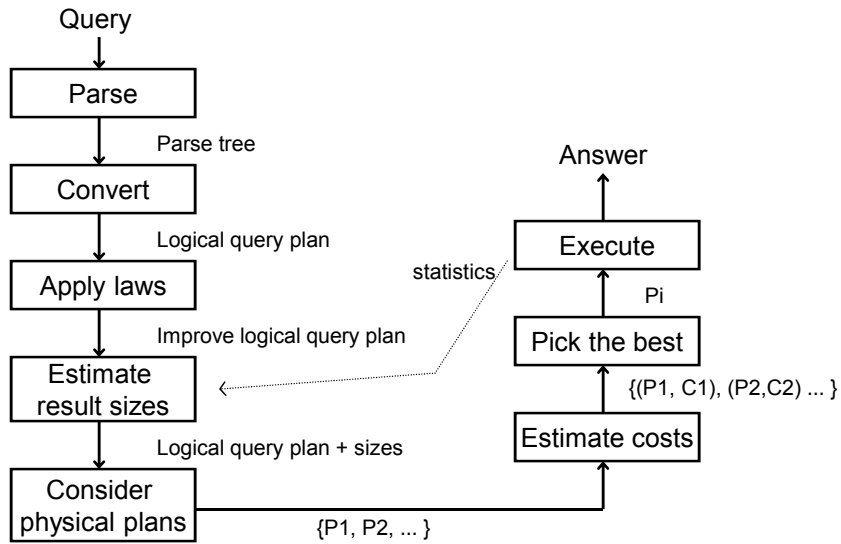 Query
Parse
Parse tree
Convert
Logical query plan
Apply laws
Improve logical query plan
Estimate
result sizes
Logical query plan + sizes
Consider
physical plans
{P1, P2, ... }
Estimate costs
{(P1, C1), (P2,C2) ... }
Pick the best
Pi
Execute
statistics
Answer